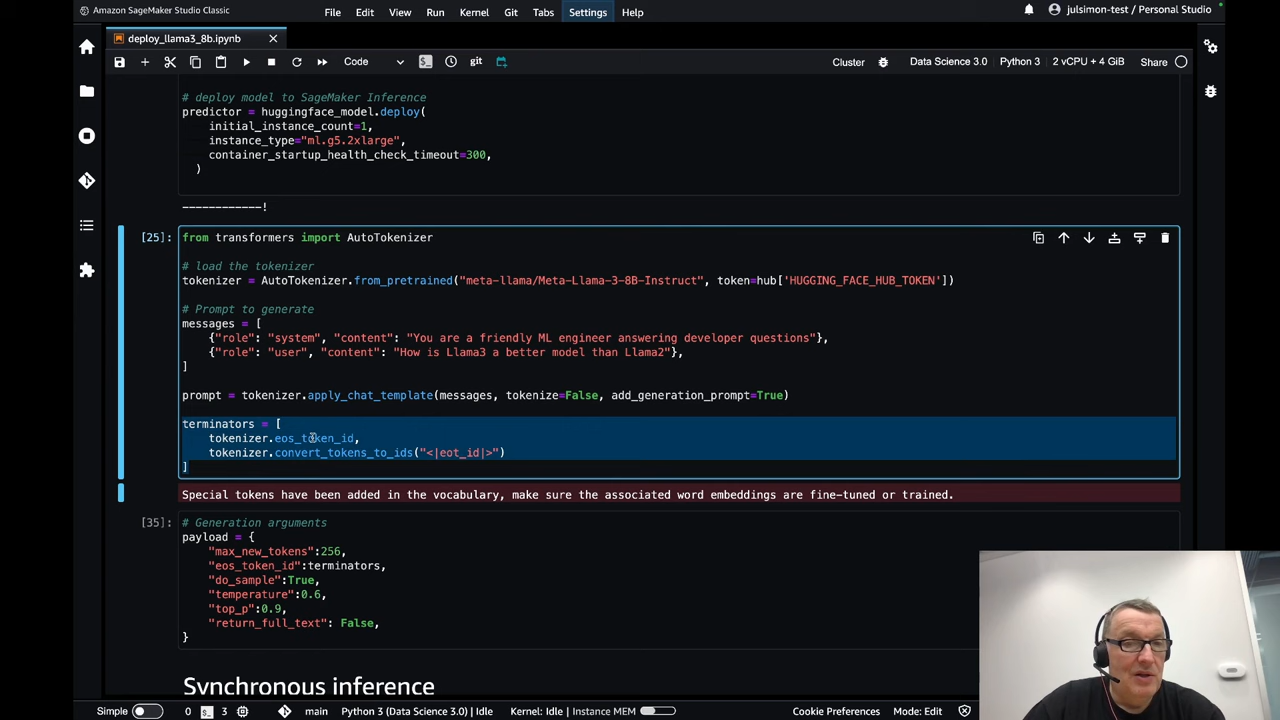 Amazon SageMaker Studio Classic
File Edit View Run Kernel Git Tabs Settings Help
julsimon-test / Personal Studio
deploy_llama3_8b.ipynb
Code
git
Cluster
Data Science 3.0
Python 3
2 vCPU + 4 GiB
Share
# deploy model to SageMaker Inference
predictor = huggingface_model.deploy(
initial_instance_count=1,
instance_type="ml.g5.2xlarge",
container_startup_health_check_timeout=300,
)
------------!
[25]:
from transformers import AutoTokenizer
# load the tokenizer
tokenizer = AutoTokenizer.from_pretrained("meta-llama/Meta-Llama-3-8B-Instruct", token=hub['HUGGING_FACE_HUB_TOKEN'])
# Prompt to generate
messages = [
{"role": "system", "content": "You are a friendly ML engineer answering developer questions"},
{"role": "user", "content": "How is Llama3 a better model than Llama2"},
]
prompt = tokenizer.apply_chat_template(messages, tokenize=False, add_generation_prompt=True)
terminators = [
tokenizer.eos_token_id,
tokenizer.convert_tokens_to_ids("<|eot_id|>")
]
Special tokens have been added in the vocabulary, make sure the associated word embeddings are fine-tuned or trained.
[35]:
# Generation arguments
payload = {
"max_new_tokens":256,
"eos_token_id":terminators,
"do_sample":True,
"temperature":0.6,
"top_p":0.9,
"return_full_text": False,
}
Synchronous inference
Simple 0 3 main Python 3 (Data Science 3.0) | Idle Kernel: Idle | Instance MEM Cookie Preferences Mode: Edit